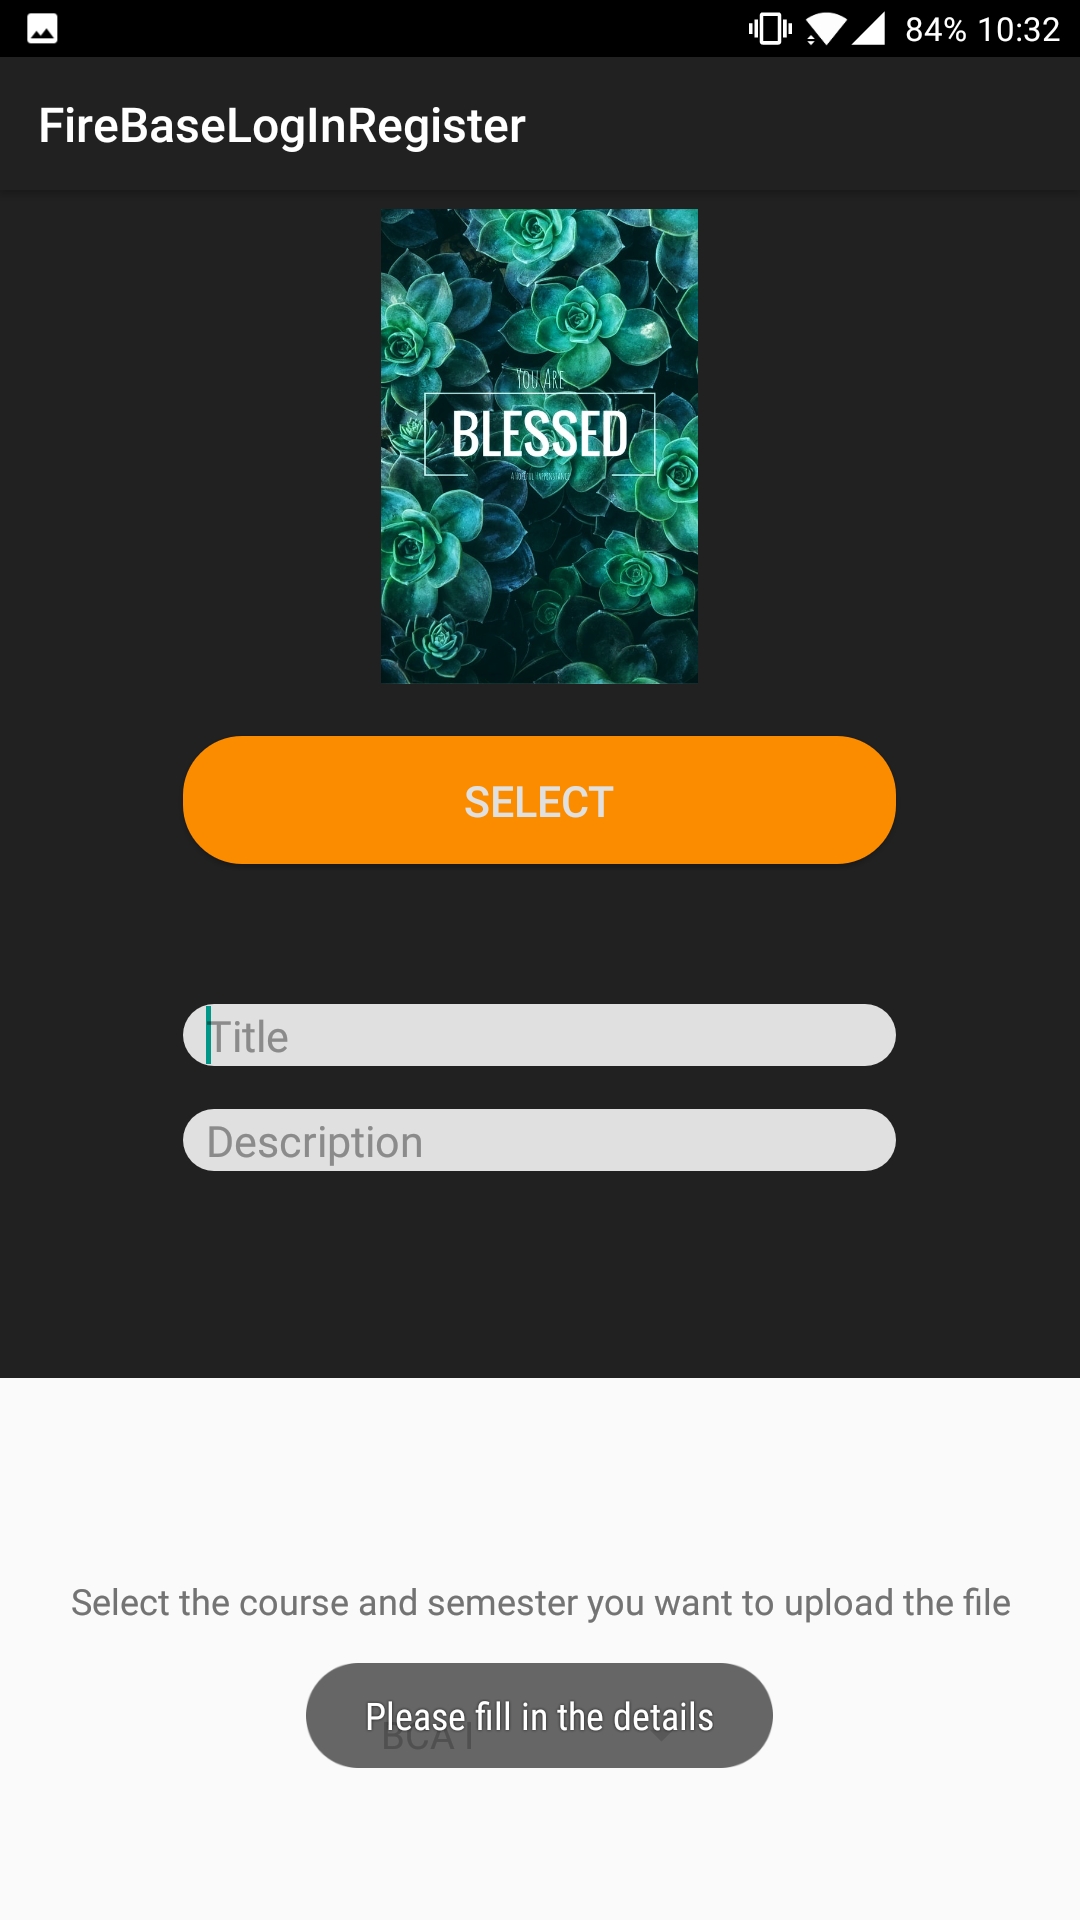 84% 10:32
FireBaseLogInRegister
You Are
BLESSED
SELECT
Title
Description
Select the course and semester you want to upload the file
Please fill in the details
BCA I